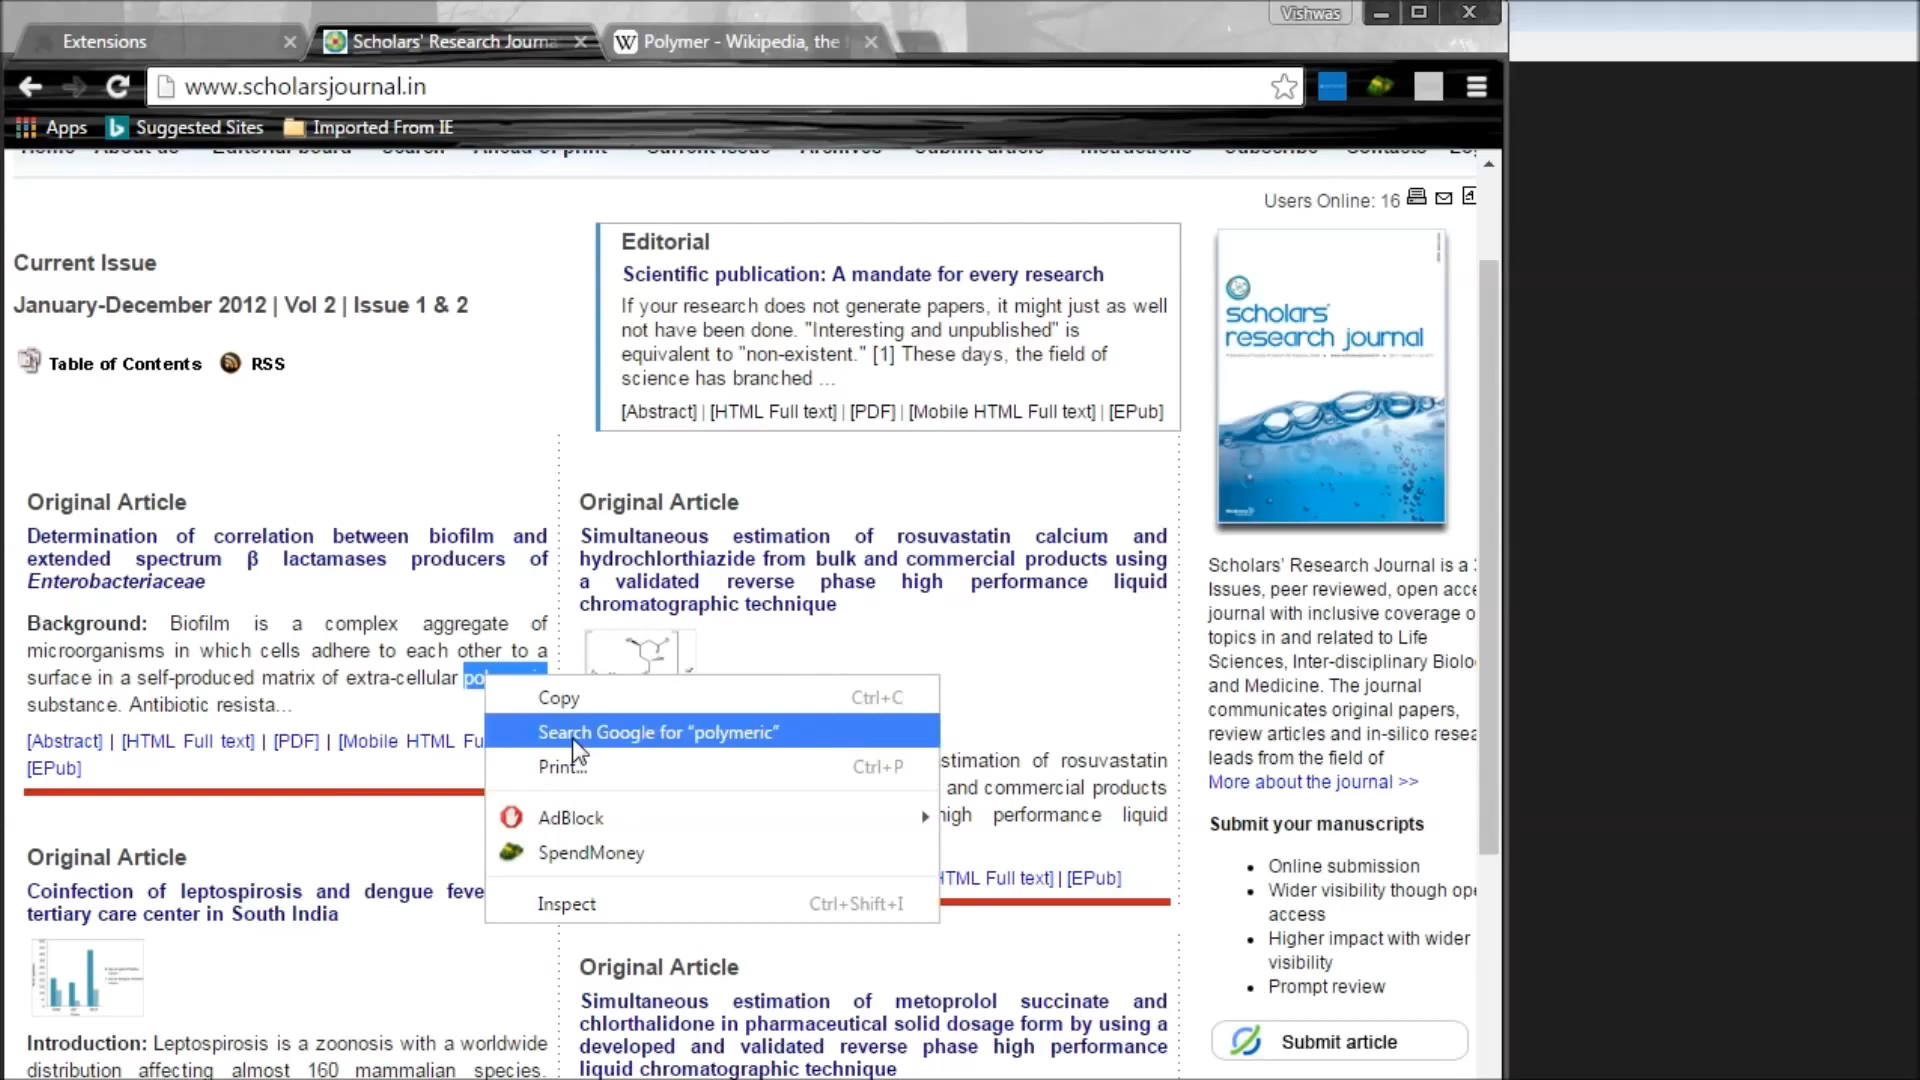 Vishwas
Extensions
Scholars' Research Journa
Polymer - Wikipedia, the
www.scholarsjournal.in
Apps
Suggested Sites
Imported From IE
Users Online: 16
Current Issue
January-December 2012 | Vol 2 | Issue 1 & 2
Table of Contents
RSS
Editorial
Scientific publication: A mandate for every research
If your research does not generate papers, it might just as well
not have been done. "Interesting and unpublished" is
equivalent to "non-existent." [1] These days, the field of
science has branched ...
[Abstract] | [HTML Full text] | [PDF] | [Mobile HTML Full text] | [EPub]
scholars'
research journal
Original Article
Determination of correlation between biofilm and
extended spectrum β lactamases producers of
Enterobacteriaceae
Background: Biofilm is a complex aggregate of
microorganisms in which cells adhere to each other to a
surface in a self-produced matrix of extra-cellular po
substance. Antibiotic resista...
[Abstract] | [HTML Full text] | [PDF] | [Mobile HTML Fu
[EPub]
Original Article
Simultaneous estimation of rosuvastatin calcium and
hydrochlorthiazide from bulk and commercial products using
a validated reverse phase high performance liquid
chromatographic technique
Copy Ctrl+C
Search Google for “polymeric”
Print... Ctrl+P
AdBlock
SpendMoney
Inspect Ctrl+Shift+I
stimation of rosuvastatin
and commercial products
high performance liquid
HTML Full text] | [EPub]
Original Article
Coinfection of leptospirosis and dengue feve
tertiary care center in South India
Introduction: Leptospirosis is a zoonosis with a worldwide
distribution affecting almost 160 mammalian species.
Original Article
Simultaneous estimation of metoprolol succinate and
chlorthalidone in pharmaceutical solid dosage form by using a
developed and validated reverse phase high performance
liquid chromatographic technique
Scholars’ Research Journal is a
Issues, peer reviewed, open acce
journal with inclusive coverage o
topics in and related to Life
Sciences, Inter-disciplinary Biolo
and Medicine. The journal
communicates original papers,
review articles and in-silico resea
leads from the field of
More about the journal >>
Submit your manuscripts
Online submission
Wider visibility though ope
access
Higher impact with wider
visibility
Prompt review
Submit article